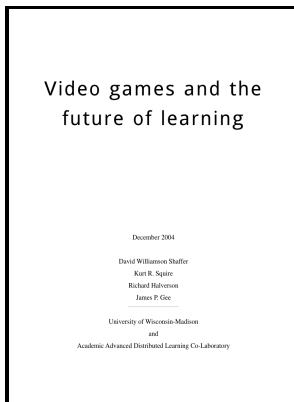 Video games and the
future of learning
December 2004
David Williamson Shaffer
Kurt R. Squire
Richard Halverson
James P. Gee
University of Wisconsin-Madison
and
Academic Advanced Distributed Learning Co-Laboratory